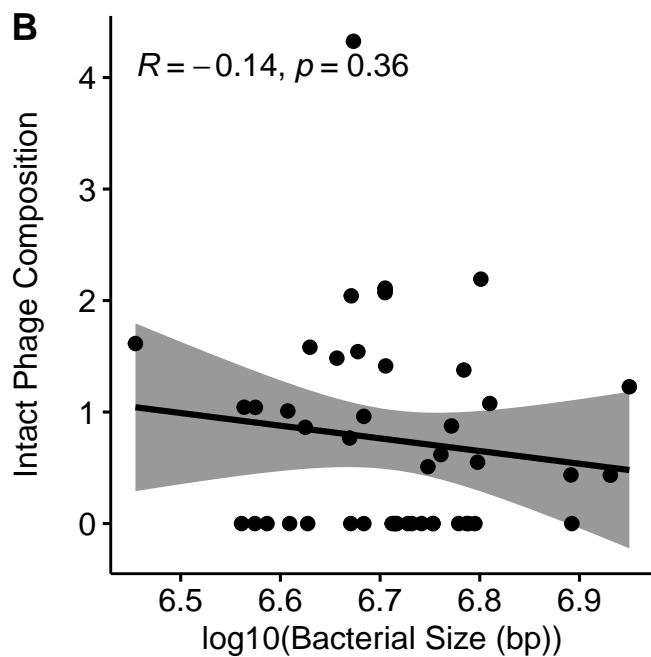 B
R = −0.14, p = 0.36
Intact Phage Composition
4
3
2
1
0
6.5 6.6 6.7 6.8 6.9
log10(Bacterial Size (bp))